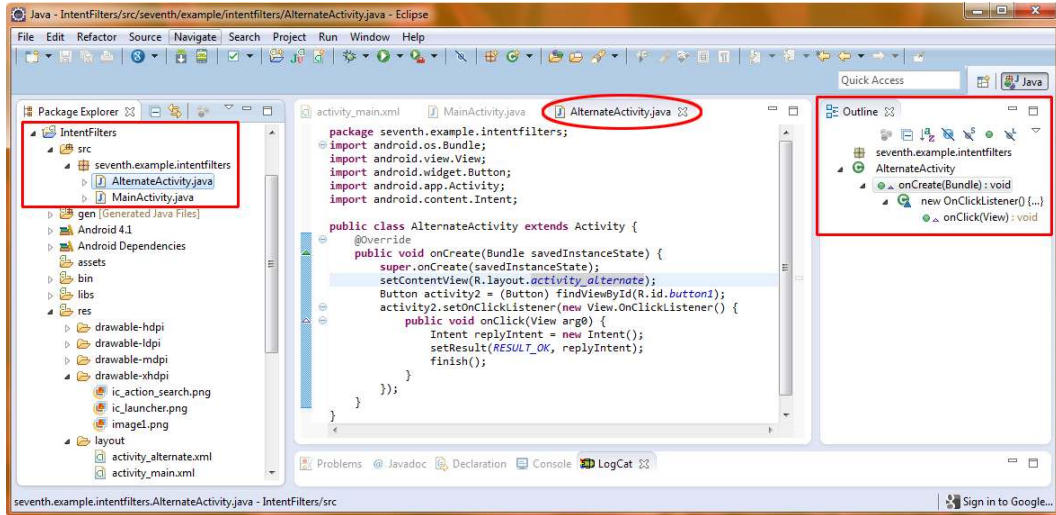 Java - IntentFilters/src/seventh/example/intentfilters/AlternateActivity.java - Eclipse
File Edit Refactor Source Navigate Search Project Run Window Help
Quick Access
Java
Package Explorer
IntentFilters
src
seventh.example.intentfilters
AlternateActivity.java
MainActivity.java
gen [Generated Java Files]
Android 4.1
Android Dependencies
assets
bin
libs
res
drawable-hdpi
drawable-ldpi
drawable-mdpi
drawable-xhdpi
ic_action_search.png
ic_launcher.png
image1.png
layout
activity_alternate.xml
activity_main.xml
activity_main.xml MainActivity.java AlternateActivity.java
package seventh.example.intentfilters;
import android.os.Bundle;
import android.view.View;
import android.widget.Button;
import android.app.Activity;
import android.content.Intent;
public class AlternateActivity extends Activity {
@Override
public void onCreate(Bundle savedInstanceState) {
super.onCreate(savedInstanceState);
setContentView(R.layout.activity_alternate);
Button activity2 = (Button) findViewById(R.id.button1);
activity2.setOnClickListener(new View.OnClickListener() {
public void onClick(View arg0) {
Intent replyIntent = new Intent();
setResult(RESULT_OK, replyIntent);
finish();
}
});
}
}
Problems @ Javadoc Declaration Console LogCat
Outline
seventh.example.intentfilters
AlternateActivity
onCreate(Bundle) : void
new OnClickListener() {...}
onClick(View) : void
seventh.example.intentfilters.AlternateActivity.java - IntentFilters/src
Sign in to Google...